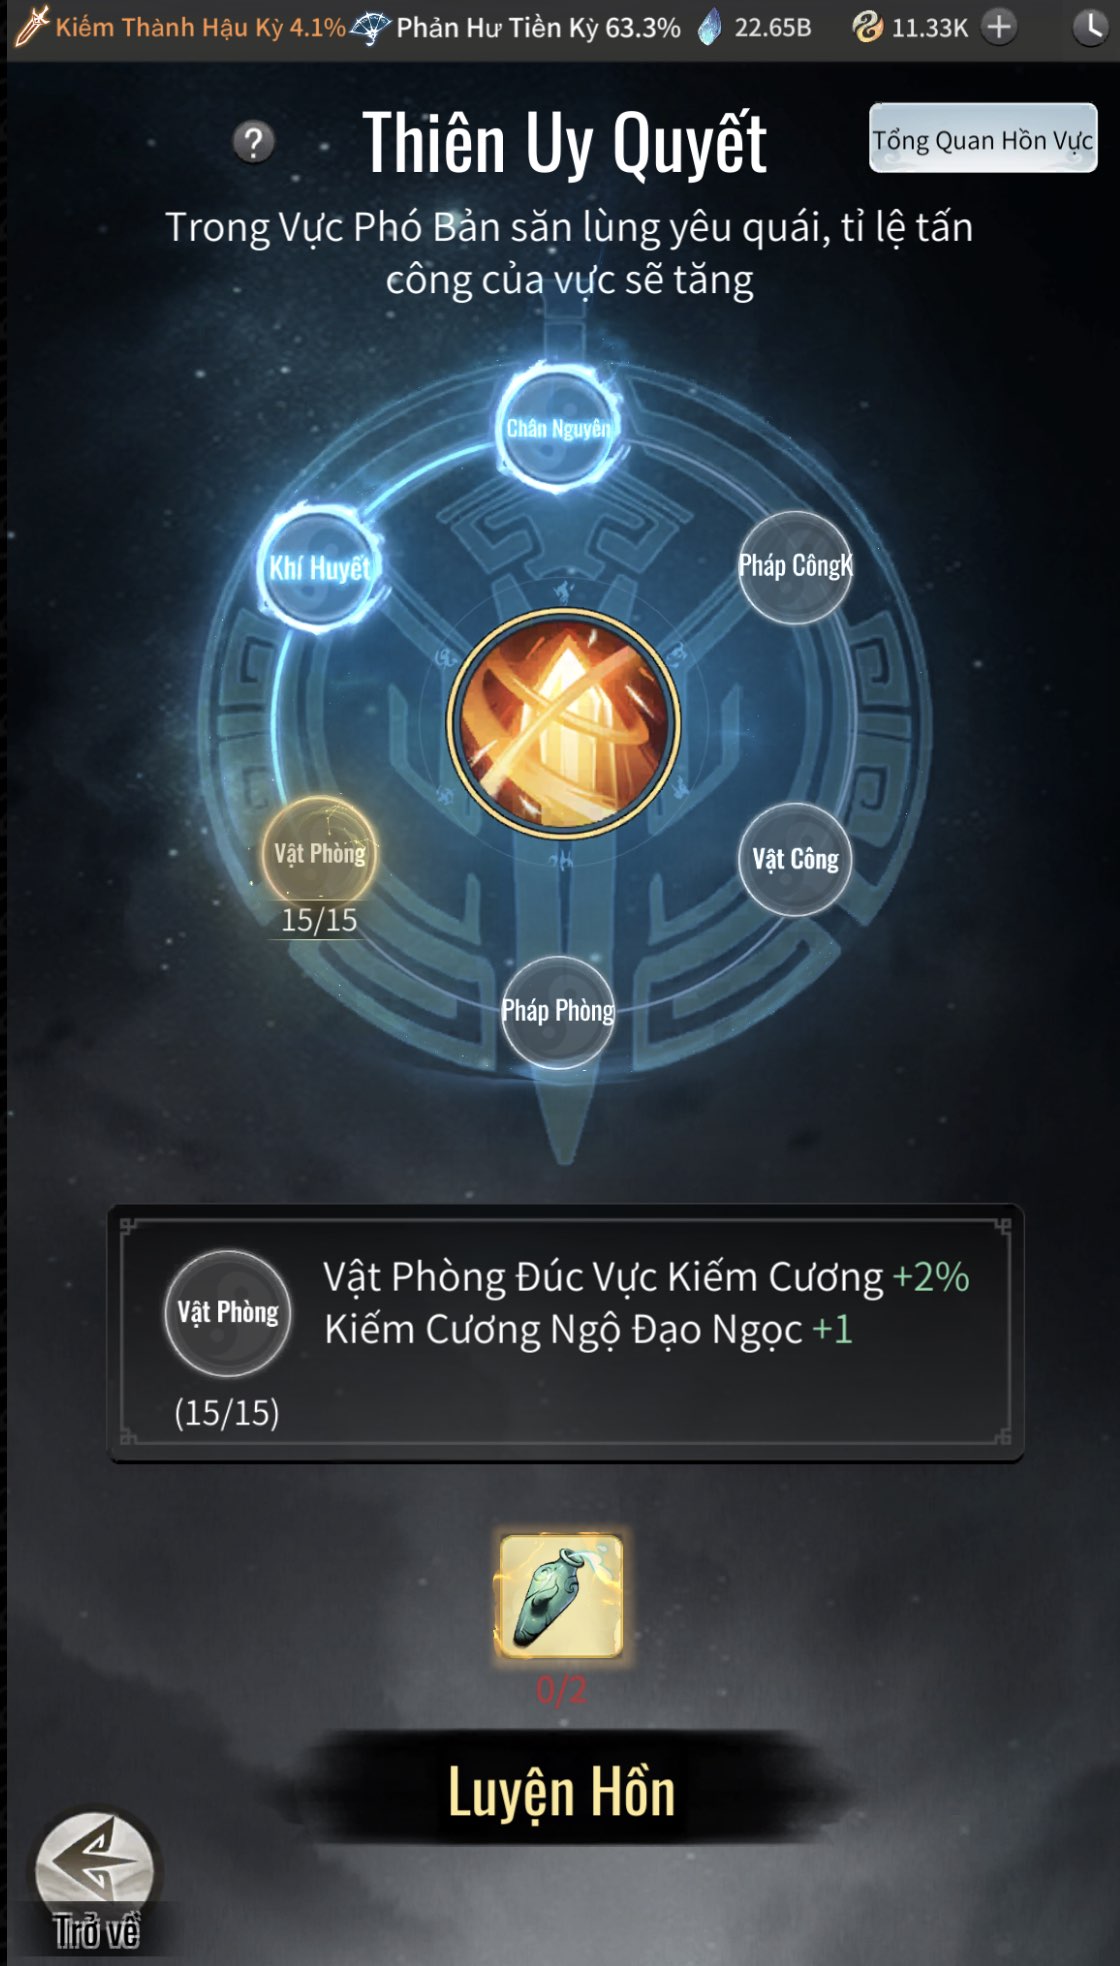 Kiếm Thành Hậu Kỳ 4.1% Phản Hư Tiền Kỳ 63.3% 22.65B 11.33K
?
Thiên Uy Quyết
Tổng Quan Hồn Vực
Trong Vực Phó Bản săn lùng yêu quái, tỉ lệ tấn
công của vực sẽ tăng
Chân Nguyên
Khí Huyết
Pháp CôngK
Vật Phòng
15/15
Vật Công
Pháp Phòng
Vật Phòng
(15/15)
Vật Phòng Đúc Vực Kiếm Cương +2%
Kiếm Cương Ngộ Đạo Ngọc +1
0/2
Luyện Hồn
Trở về